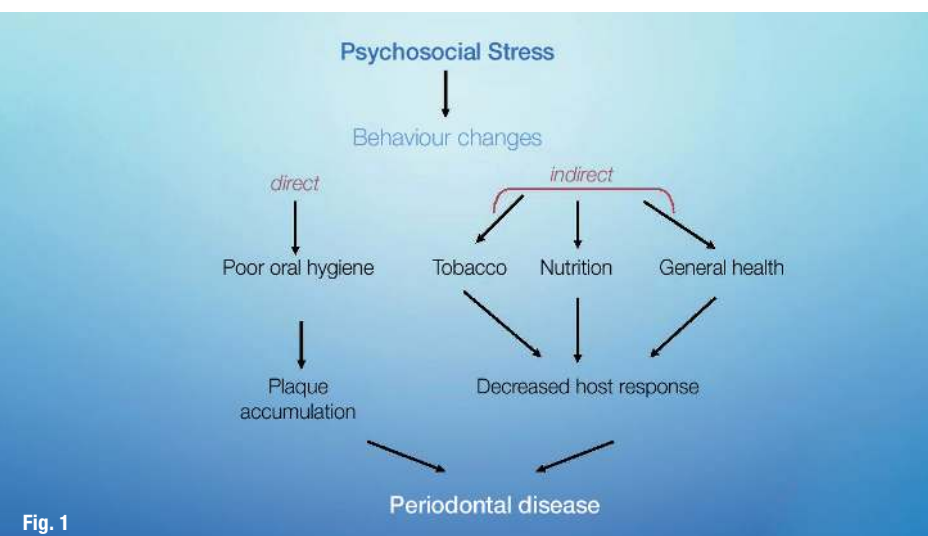 Psychosocial Stress
Behaviour changes
direct
indirect
Poor oral hygiene
Tobacco
Nutrition
General health
Plaque
accumulation
Decreased host response
Periodontal disease
Fig. 1